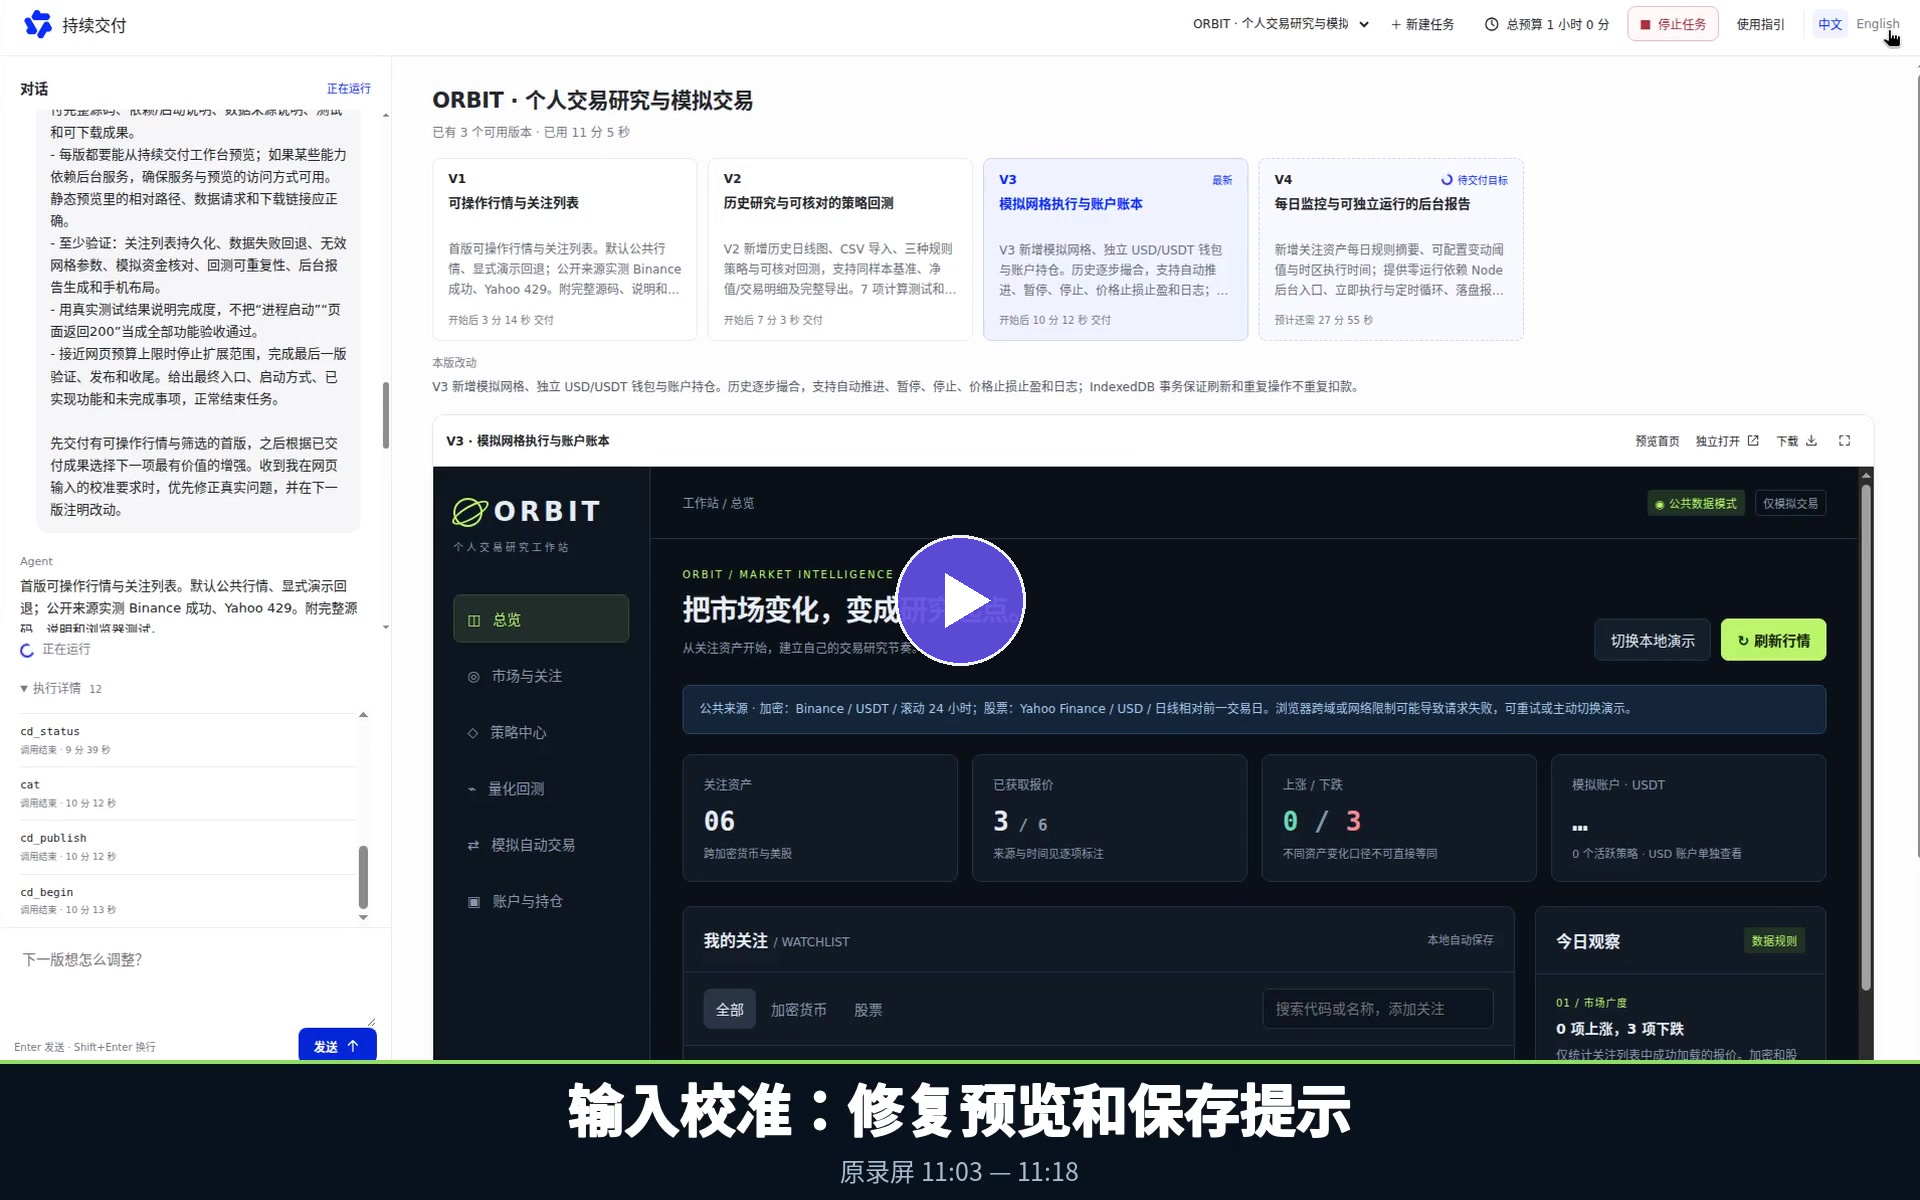 持续交付
ORBIT · 个人交易研究与模拟
+ 新建任务
总预算 1 小时 0 分
停止任务
使用指引
中文
English
对话
正在运行
付完整源码、依赖/启动说明、数据来源说明、测试
和可下载成果。
- 每版都要能从持续交付工作台预览；如果某些能力
依赖后台服务，确保服务与预览的访问方式可用。
静态预览里的相对路径、数据请求和下载链接应正
确。
- 至少验证：关注列表持久化、数据失败回退、无效
网格参数、模拟资金核对、回测可重复性、后台报
告生成和手机布局。
- 用真实测试结果说明完成度，不把“进程启动”“页
面返回200”当成全部功能验收通过。
- 接近网页预算上限时停止扩展范围，完成最后一版
验证、发布和收尾。给出最终入口、启动方式、已
实现功能和未完成事项，正常结束任务。
先交付有可操作行情与筛选的首版，之后根据已交
付成果选择下一项最有价值的增强。收到我在网页
输入的校准要求时，优先修正真实问题，并在下一
版注明改动。
Agent
首版可操作行情与关注列表。默认公共行情、显式演示回
退；公开来源实测 Binance 成功、Yahoo 429。附完整源
码、说明和浏览器测试。
正在运行
▼ 执行详情 12
cd_status
调用结束 · 9 分 39 秒
cat
调用结束 · 10 分 12 秒
cd_publish
调用结束 · 10 分 12 秒
cd_begin
调用结束 · 10 分 13 秒
下一版想怎么调整？
Enter 发送 · Shift+Enter 换行
发送 ↑
ORBIT · 个人交易研究与模拟交易
已有 3 个可用版本 · 已用 11 分 5 秒
V1
可操作行情与关注列表
首版可操作行情与关注列表。默认公共行
情、显式演示回退；公开来源实测 Binance
成功、Yahoo 429。附完整源码、说明和...
开始后 3 分 14 秒 交付
V2
历史研究与可核对的策略回测
V2 新增历史日线图、CSV 导入、三种规则
策略与可核对回测，支持同样本基准、净
值/交易明细及完整导出。7 项计算测试和...
开始后 7 分 3 秒 交付
V3
最新
模拟网格执行与账户账本
V3 新增模拟网格、独立 USD/USDT 钱包
与账户持仓。历史逐步撮合，支持自动推
进、暂停、停止、价格止损止盈和日志；...
开始后 10 分 12 秒 交付
V4
待交付目标
每日监控与可独立运行的后台报告
新增关注资产每日规则摘要、可配置变动阈
值与时区执行时间；提供零运行依赖 Node
后台入口、立即执行与定时循环、落盘报...
预计还需 27 分 55 秒
本版改动
V3 新增模拟网格、独立 USD/USDT 钱包与账户持仓。历史逐步撮合，支持自动推进、暂停、停止、价格止损止盈和日志；IndexedDB 事务保证刷新和重复操作不重复扣款。
V3 · 模拟网格执行与账户账本
预览首页
独立打开
下载
ORBIT
个人交易研究工作站
总览
市场与关注
策略中心
量化回测
模拟自动交易
账户与持仓
工作站 / 总览
公共数据模式
仅模拟交易
ORBIT / MARKET INTELLIGENCE
把市场变化，变成研究起点。
从关注资产开始，建立自己的交易研究节奏。
切换本地演示
↻ 刷新行情
公共来源 · 加密：Binance / USDT / 滚动 24 小时；股票：Yahoo Finance / USD / 日线相对前一交易日。浏览器跨域或网络限制可能导致请求失败，可重试或主动切换演示。
关注资产
06
跨加密货币与美股
已获取报价
3 / 6
来源与时间见逐项标注
上涨 / 下跌
0 / 3
不同资产变化口径不可直接等同
模拟账户 · USDT
…
0 个活跃策略 · USD 账户单独查看
我的关注 / WATCHLIST
本地自动保存
全部
加密货币
股票
搜索代码或名称，添加关注
今日观察
数据规则
01 / 市场广度
0 项上涨，3 项下跌
仅统计关注列表中成功加载的报价。加密和股
输入校准：修复预览和保存提示
原录屏 11:03 — 11:18